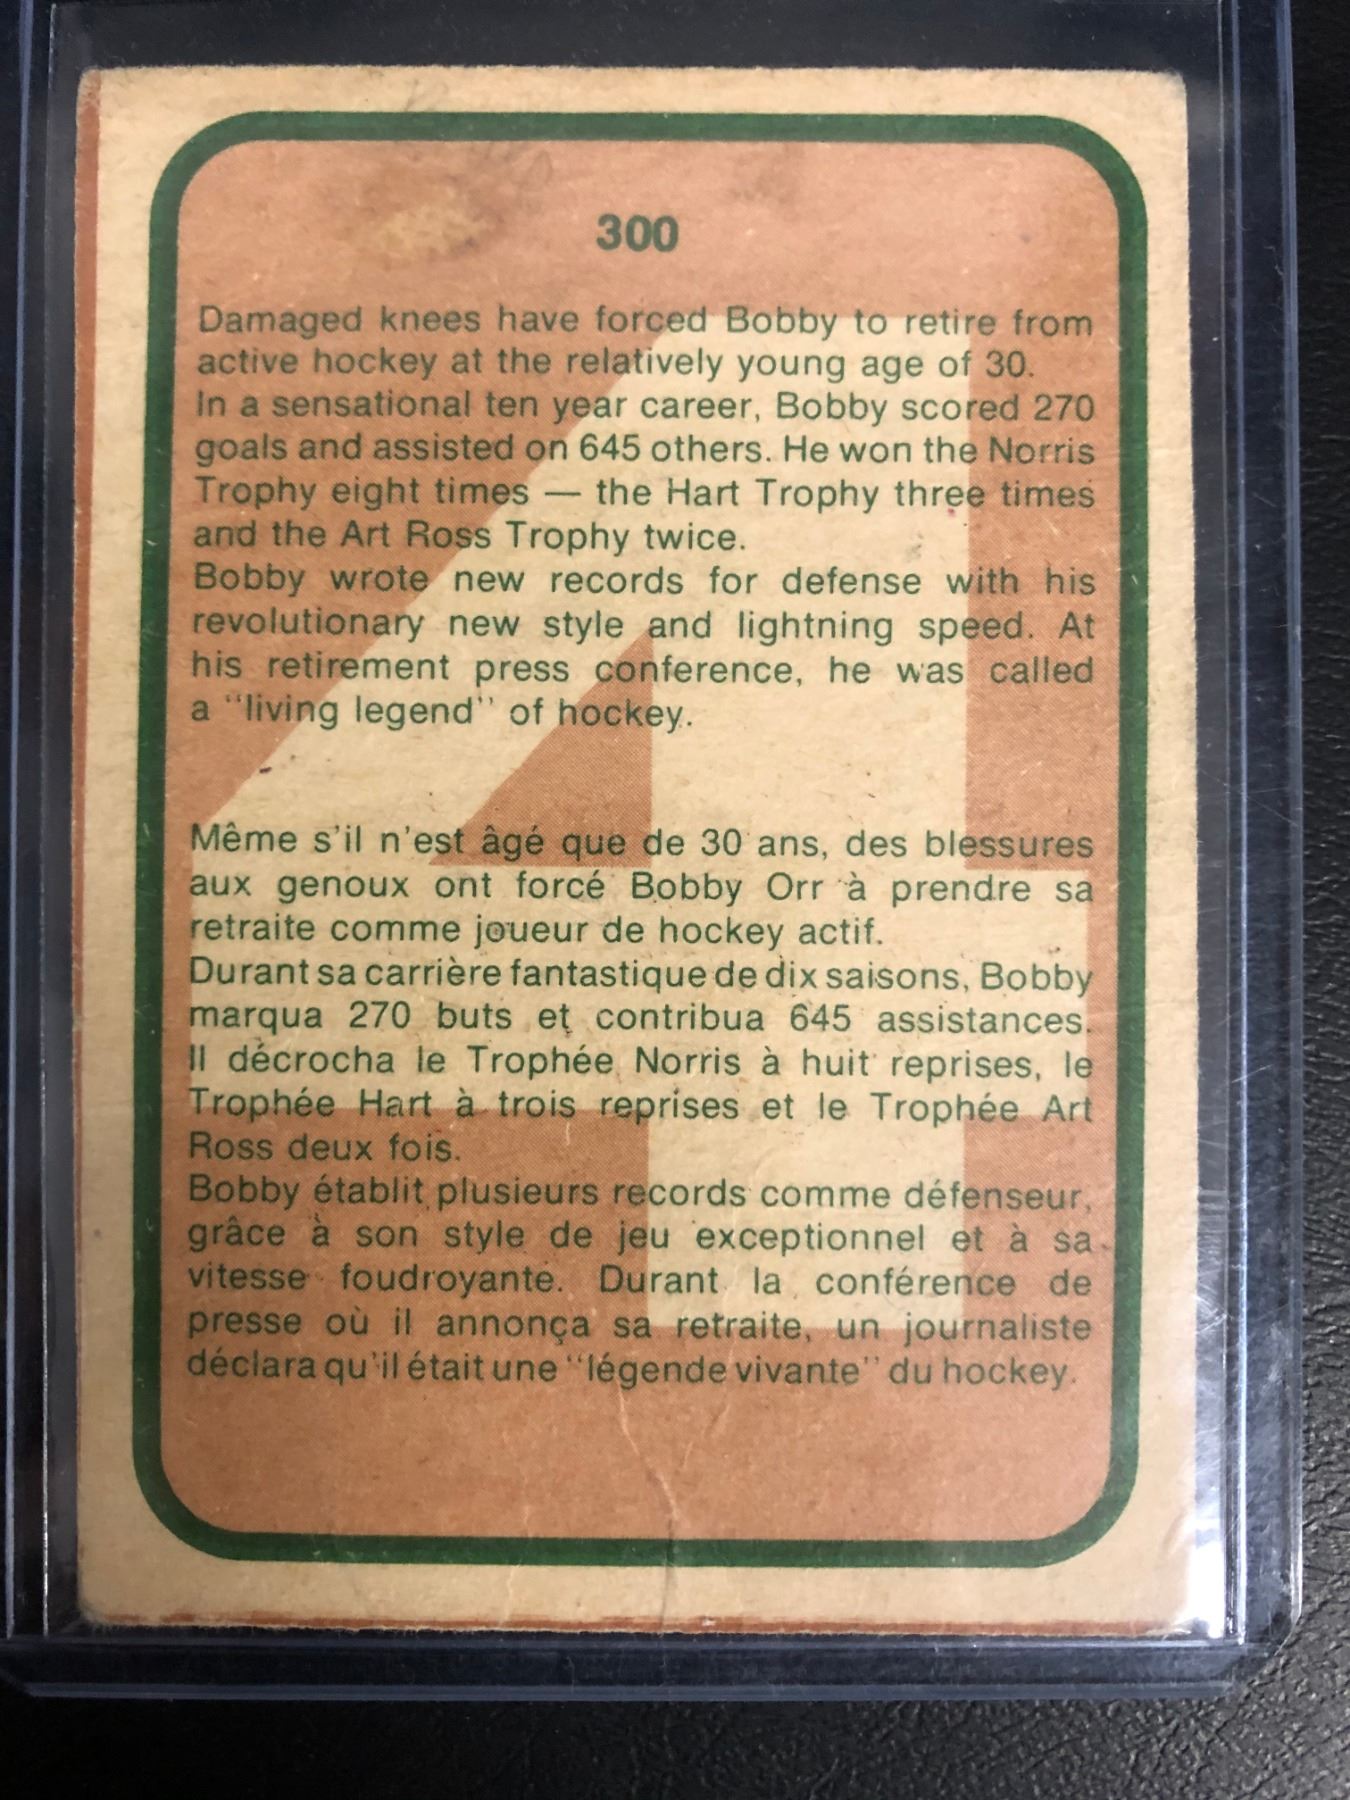 300
Damaged knees have forced Bobby to retire from
active hockey at the relatively young age of 30.
In a sensational ten year career, Bobby scored 270
goals and assisted on 645 others. He won the Norris
Trophy eight times — the Hart Trophy three times
and the Art Ross Trophy twice.
Bobby wrote new records for defense with his
revolutionary new style and lightning speed. At
his retirement press conference, he was called
a "living legend" of hockey.
Même s'il n'est âgé que de 30 ans, des blessures
aux genoux ont forcé Bobby Orr à prendre sa
retraite comme joueur de hockey actif.
Durant sa carrière fantastique de dix saisons, Bobby
marqua 270 buts et contribua 645 assistances.
Il décrocha le Trophée Norris à huit reprises, le
Trophée Hart à trois reprises et le Trophée Art
Ross deux fois.
Bobby établit plusieurs records comme défenseur,
grâce à son style de jeu exceptionnel et à sa
vitesse foudroyante. Durant la conférence de
presse où il annonça sa retraite, un journaliste
déclara qu'il était une "légende vivante" du hockey.